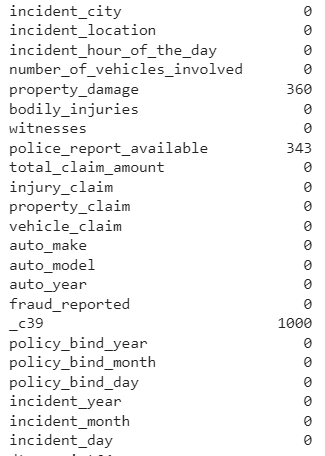 incident_city 0
incident_location 0
incident_hour_of_the_day 0
number_of_vehicles_involved 0
property_damage 360
bodily_injuries 0
witnesses 0
police_report_available 343
total_claim_amount 0
injury_claim 0
property_claim 0
vehicle_claim 0
auto_make 0
auto_model 0
auto_year 0
fraud_reported 0
_c39 1000
policy_bind_year 0
policy_bind_month 0
policy_bind_day 0
incident_year 0
incident_month 0
incident_day 0